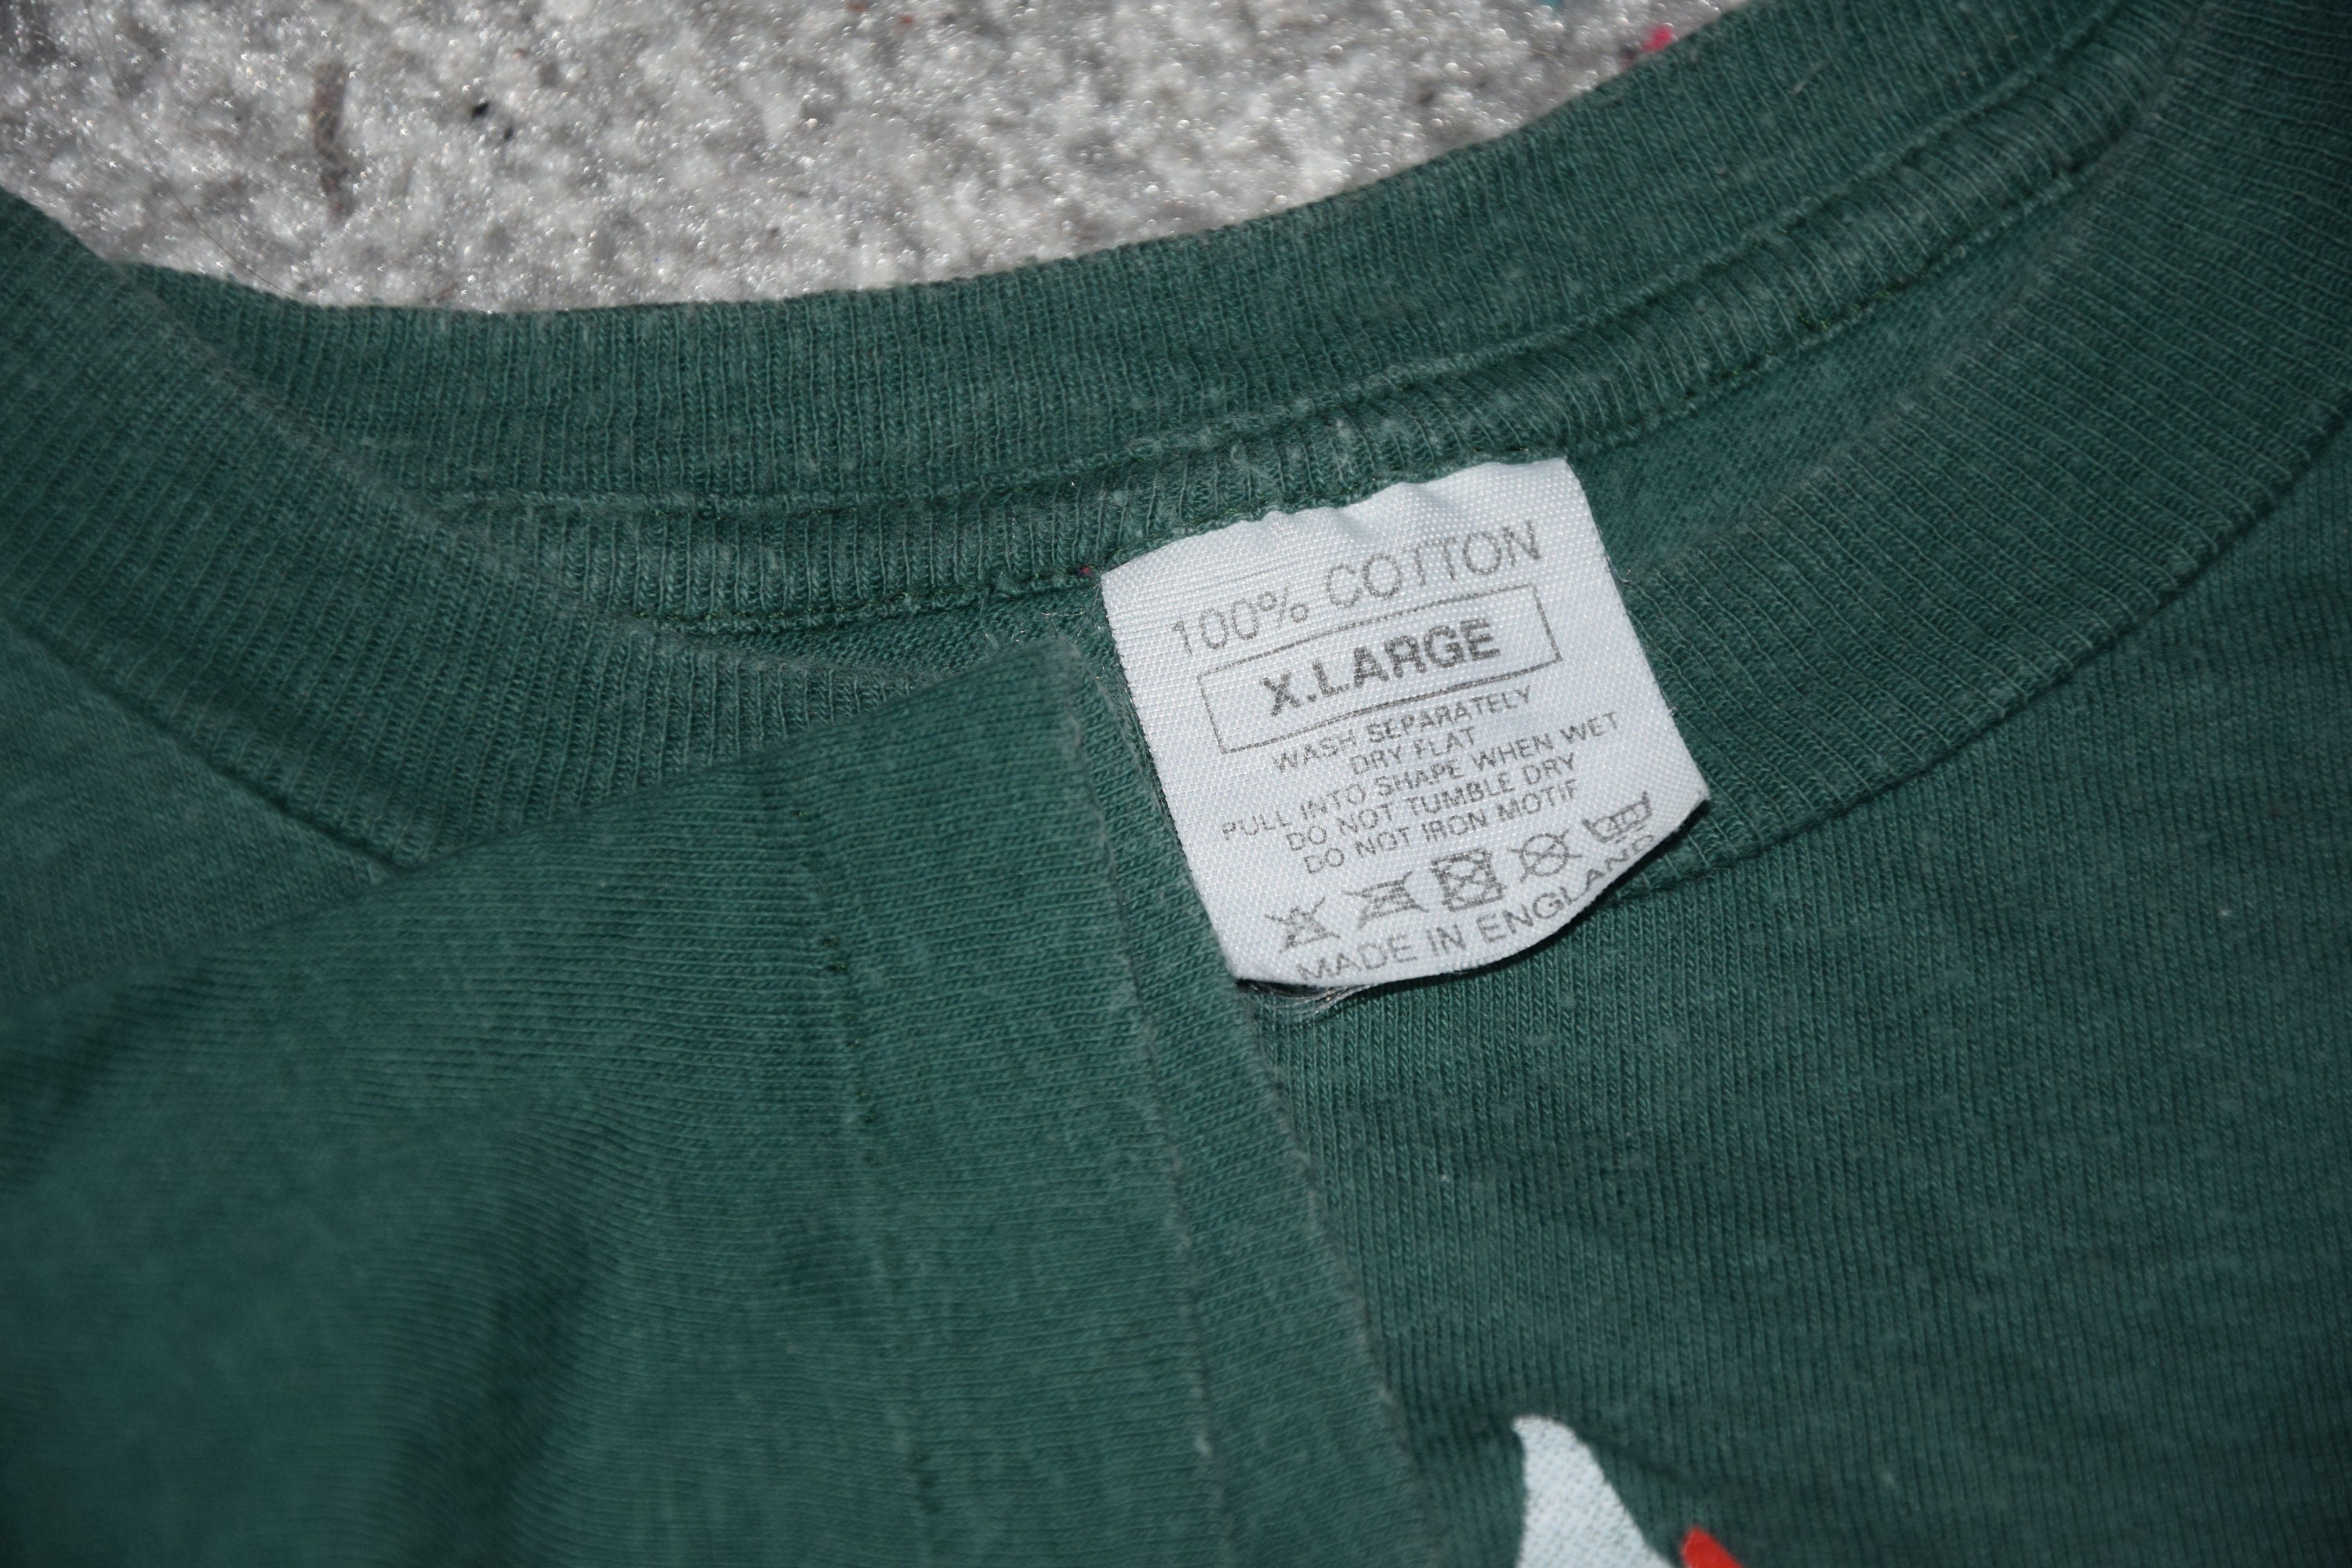 100% COTTON
X.LARGE
WASH SEPARATELY
DRY FLAT
PULL INTO SHAPE WHEN WET
DO NOT TUMBLE DRY
DO NOT IRON MOTIF
MADE IN ENGLAND